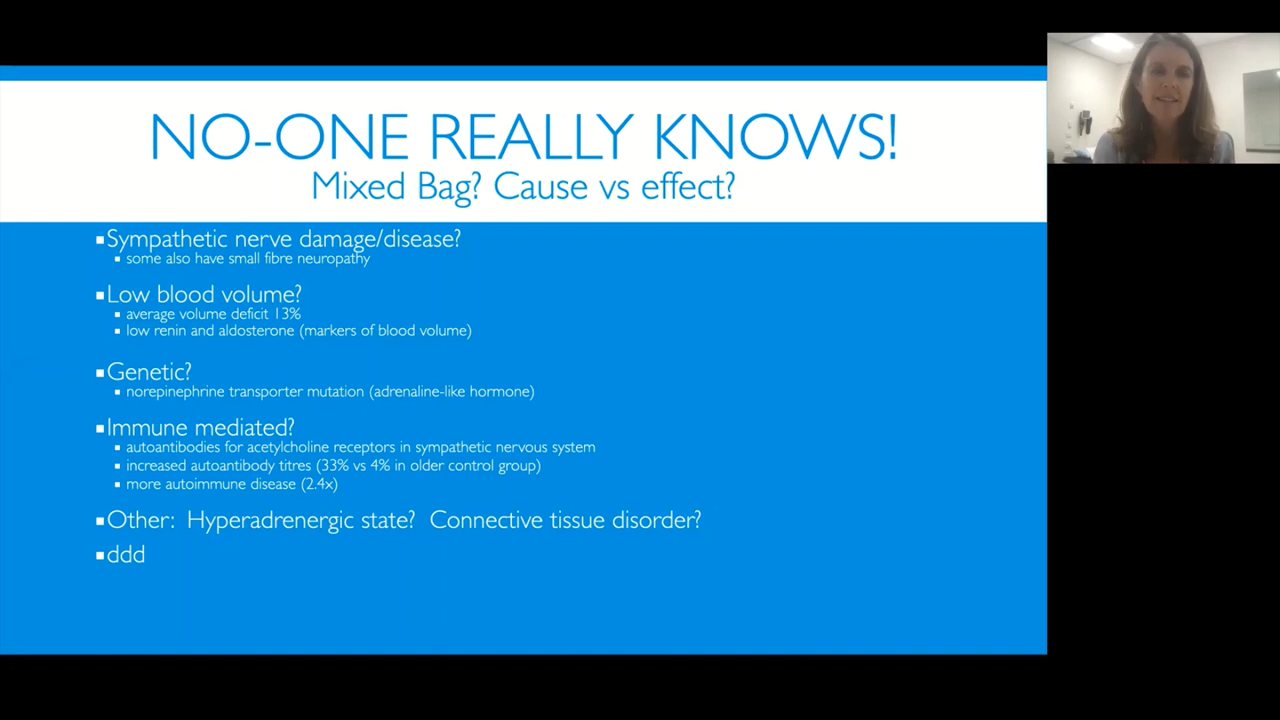 NO-ONE REALLY KNOWS!
Mixed Bag? Cause vs effect?
Sympathetic nerve damage/disease?
some also have small fibre neuropathy
Low blood volume?
average volume deficit 13%
low renin and aldosterone (markers of blood volume)
Genetic?
norepinephrine transporter mutation (adrenaline-like hormone)
Immune mediated?
autoantibodies for acetylcholine receptors in sympathetic nervous system
increased autoantibody titres (33% vs 4% in older control group)
more autoimmune disease (2.4x)
Other: Hyperadrenergic state? Connective tissue disorder?
ddd